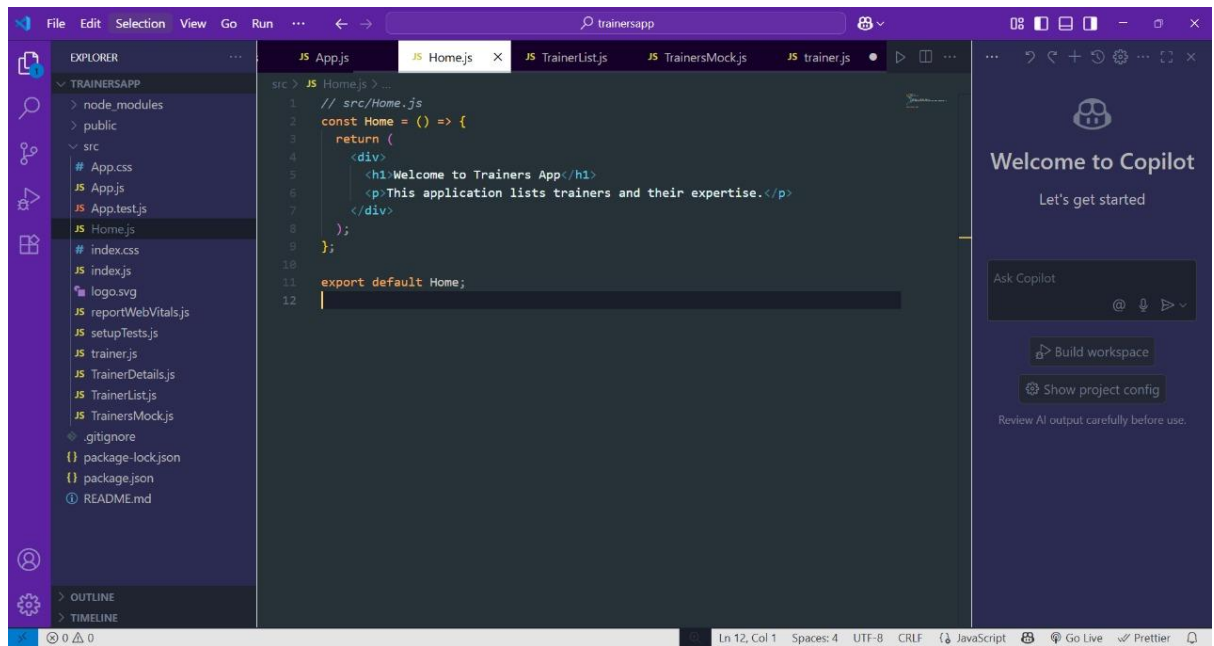 File Edit Selection View Go Run ··· trainersapp
EXPLORER ···
TRAINERSAPP
node_modules
public
src
# App.css
JS App.js
JS App.test.js
JS Home.js
# index.css
JS index.js
logo.svg
JS reportWebVitals.js
JS setupTests.js
JS trainer.js
JS TrainerDetails.js
JS TrainerList.js
JS TrainersMock.js
.gitignore
{} package-lock.json
{} package.json
README.md
OUTLINE
TIMELINE
JS App.js JS Home.js × JS TrainerList.js JS TrainersMock.js JS trainer.js
src > JS Home.js > ...
1 // src/Home.js
2 const Home = () => {
3 return (
4 <div>
5 <h1>Welcome to Trainers App</h1>
6 <p>This application lists trainers and their expertise.</p>
7 </div>
8 );
9 };
10
11 export default Home;
12
Welcome to Copilot
Let's get started
Ask Copilot
@
Build workspace
Show project config
Review AI output carefully before use.
1
0 0 Ln 12, Col 1 Spaces: 4 UTF-8 CRLF JavaScript Go Live Prettier